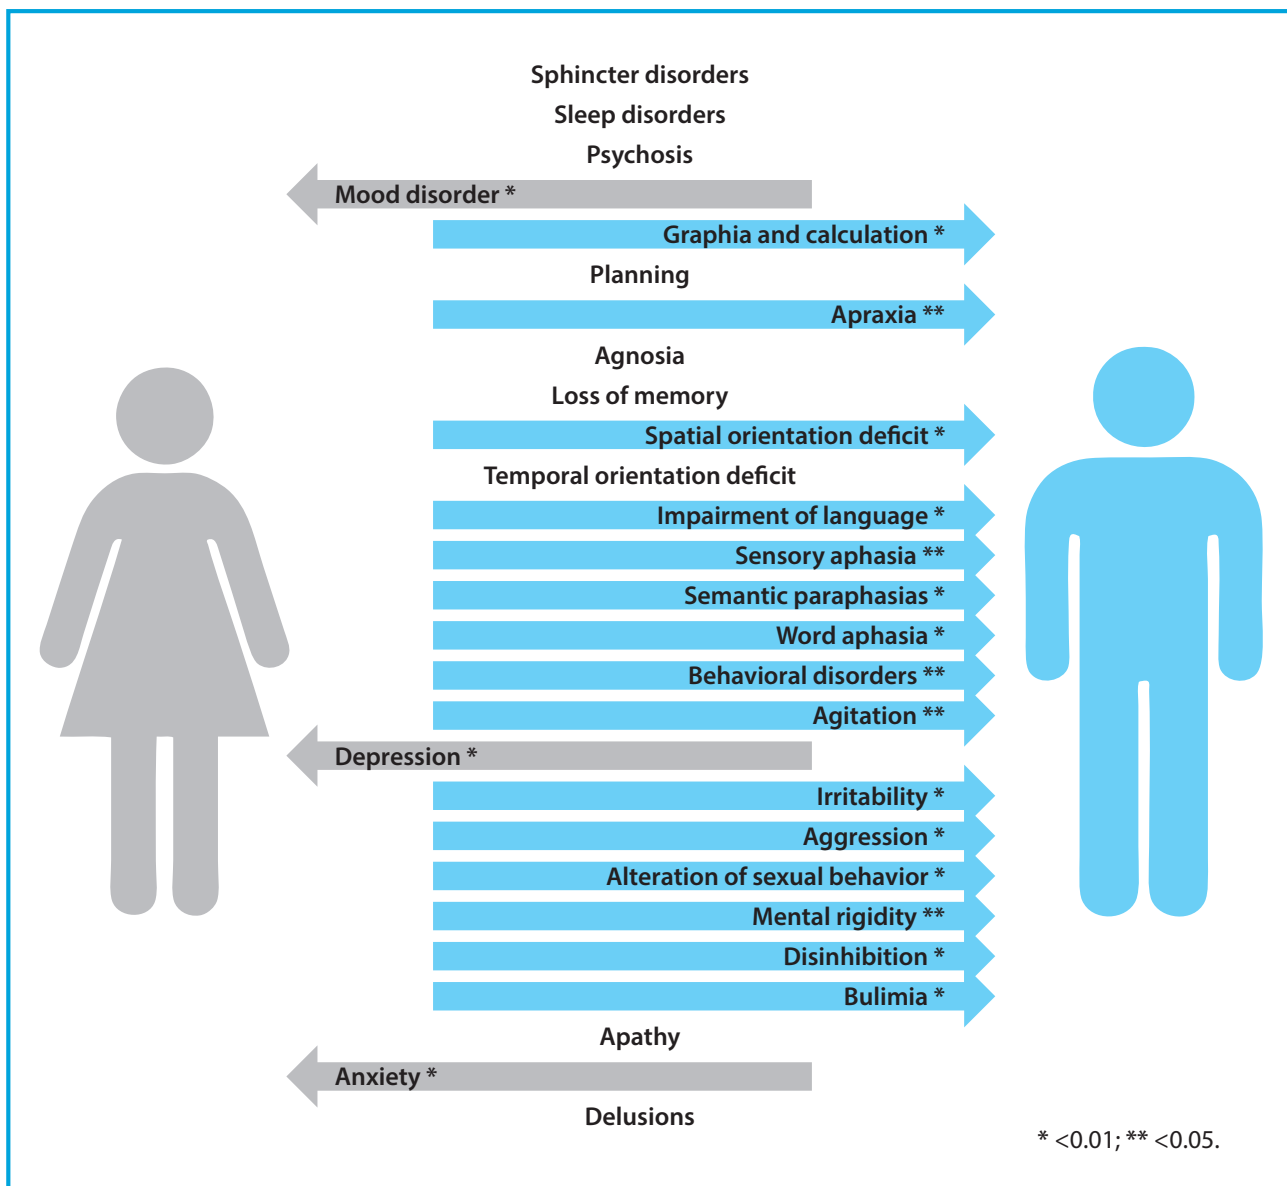 Sphincter disorders
Sleep disorders
Psychosis
Mood disorder *
Graphia and calculation *
Planning
Apraxia **
Agnosia
Loss of memory
Spatial orientation deficit *
Temporal orientation deficit
Impairment of language *
Sensory aphasia **
Semantic paraphasias *
Word aphasia *
Behavioral disorders **
Agitation **
Depression *
Irritability *
Aggression *
Alteration of sexual behavior *
Mental rigidity **
Disinhibition *
Bulimia *
Apathy
Anxiety *
Delusions
* <0.01; ** <0.05.